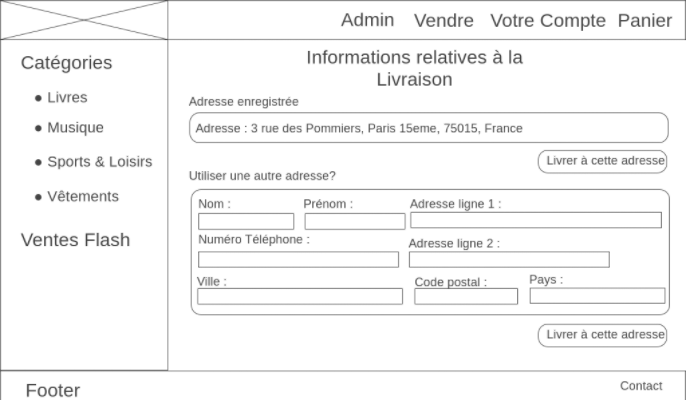 Admin Vendre Votre Compte Panier
Catégories
● Livres
● Musique
● Sports & Loisirs
● Vêtements
Ventes Flash
Informations relatives à la
Livraison
Adresse enregistrée
Adresse : 3 rue des Pommiers, Paris 15eme, 75015, France
Livrer à cette adresse
Utiliser une autre adresse?
Nom : Prénom : Adresse ligne 1 :
Numéro Téléphone : Adresse ligne 2 :
Ville : Code postal : Pays :
Livrer à cette adresse
Footer Contact